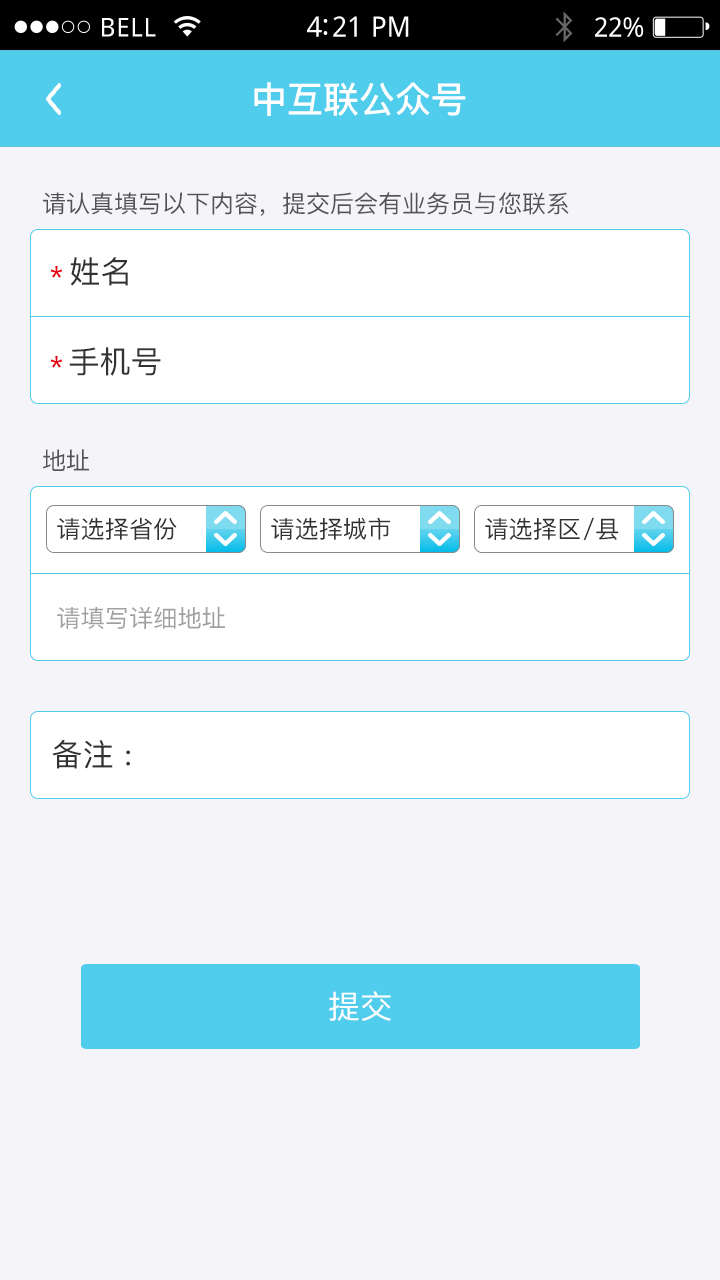 BELL 4:21 PM 22%
中互联公众号
请认真填写以下内容，提交后会有业务员与您联系
* 姓名
* 手机号
地址
请选择省份 请选择城市 请选择区/县
请填写详细地址
备注：
提交